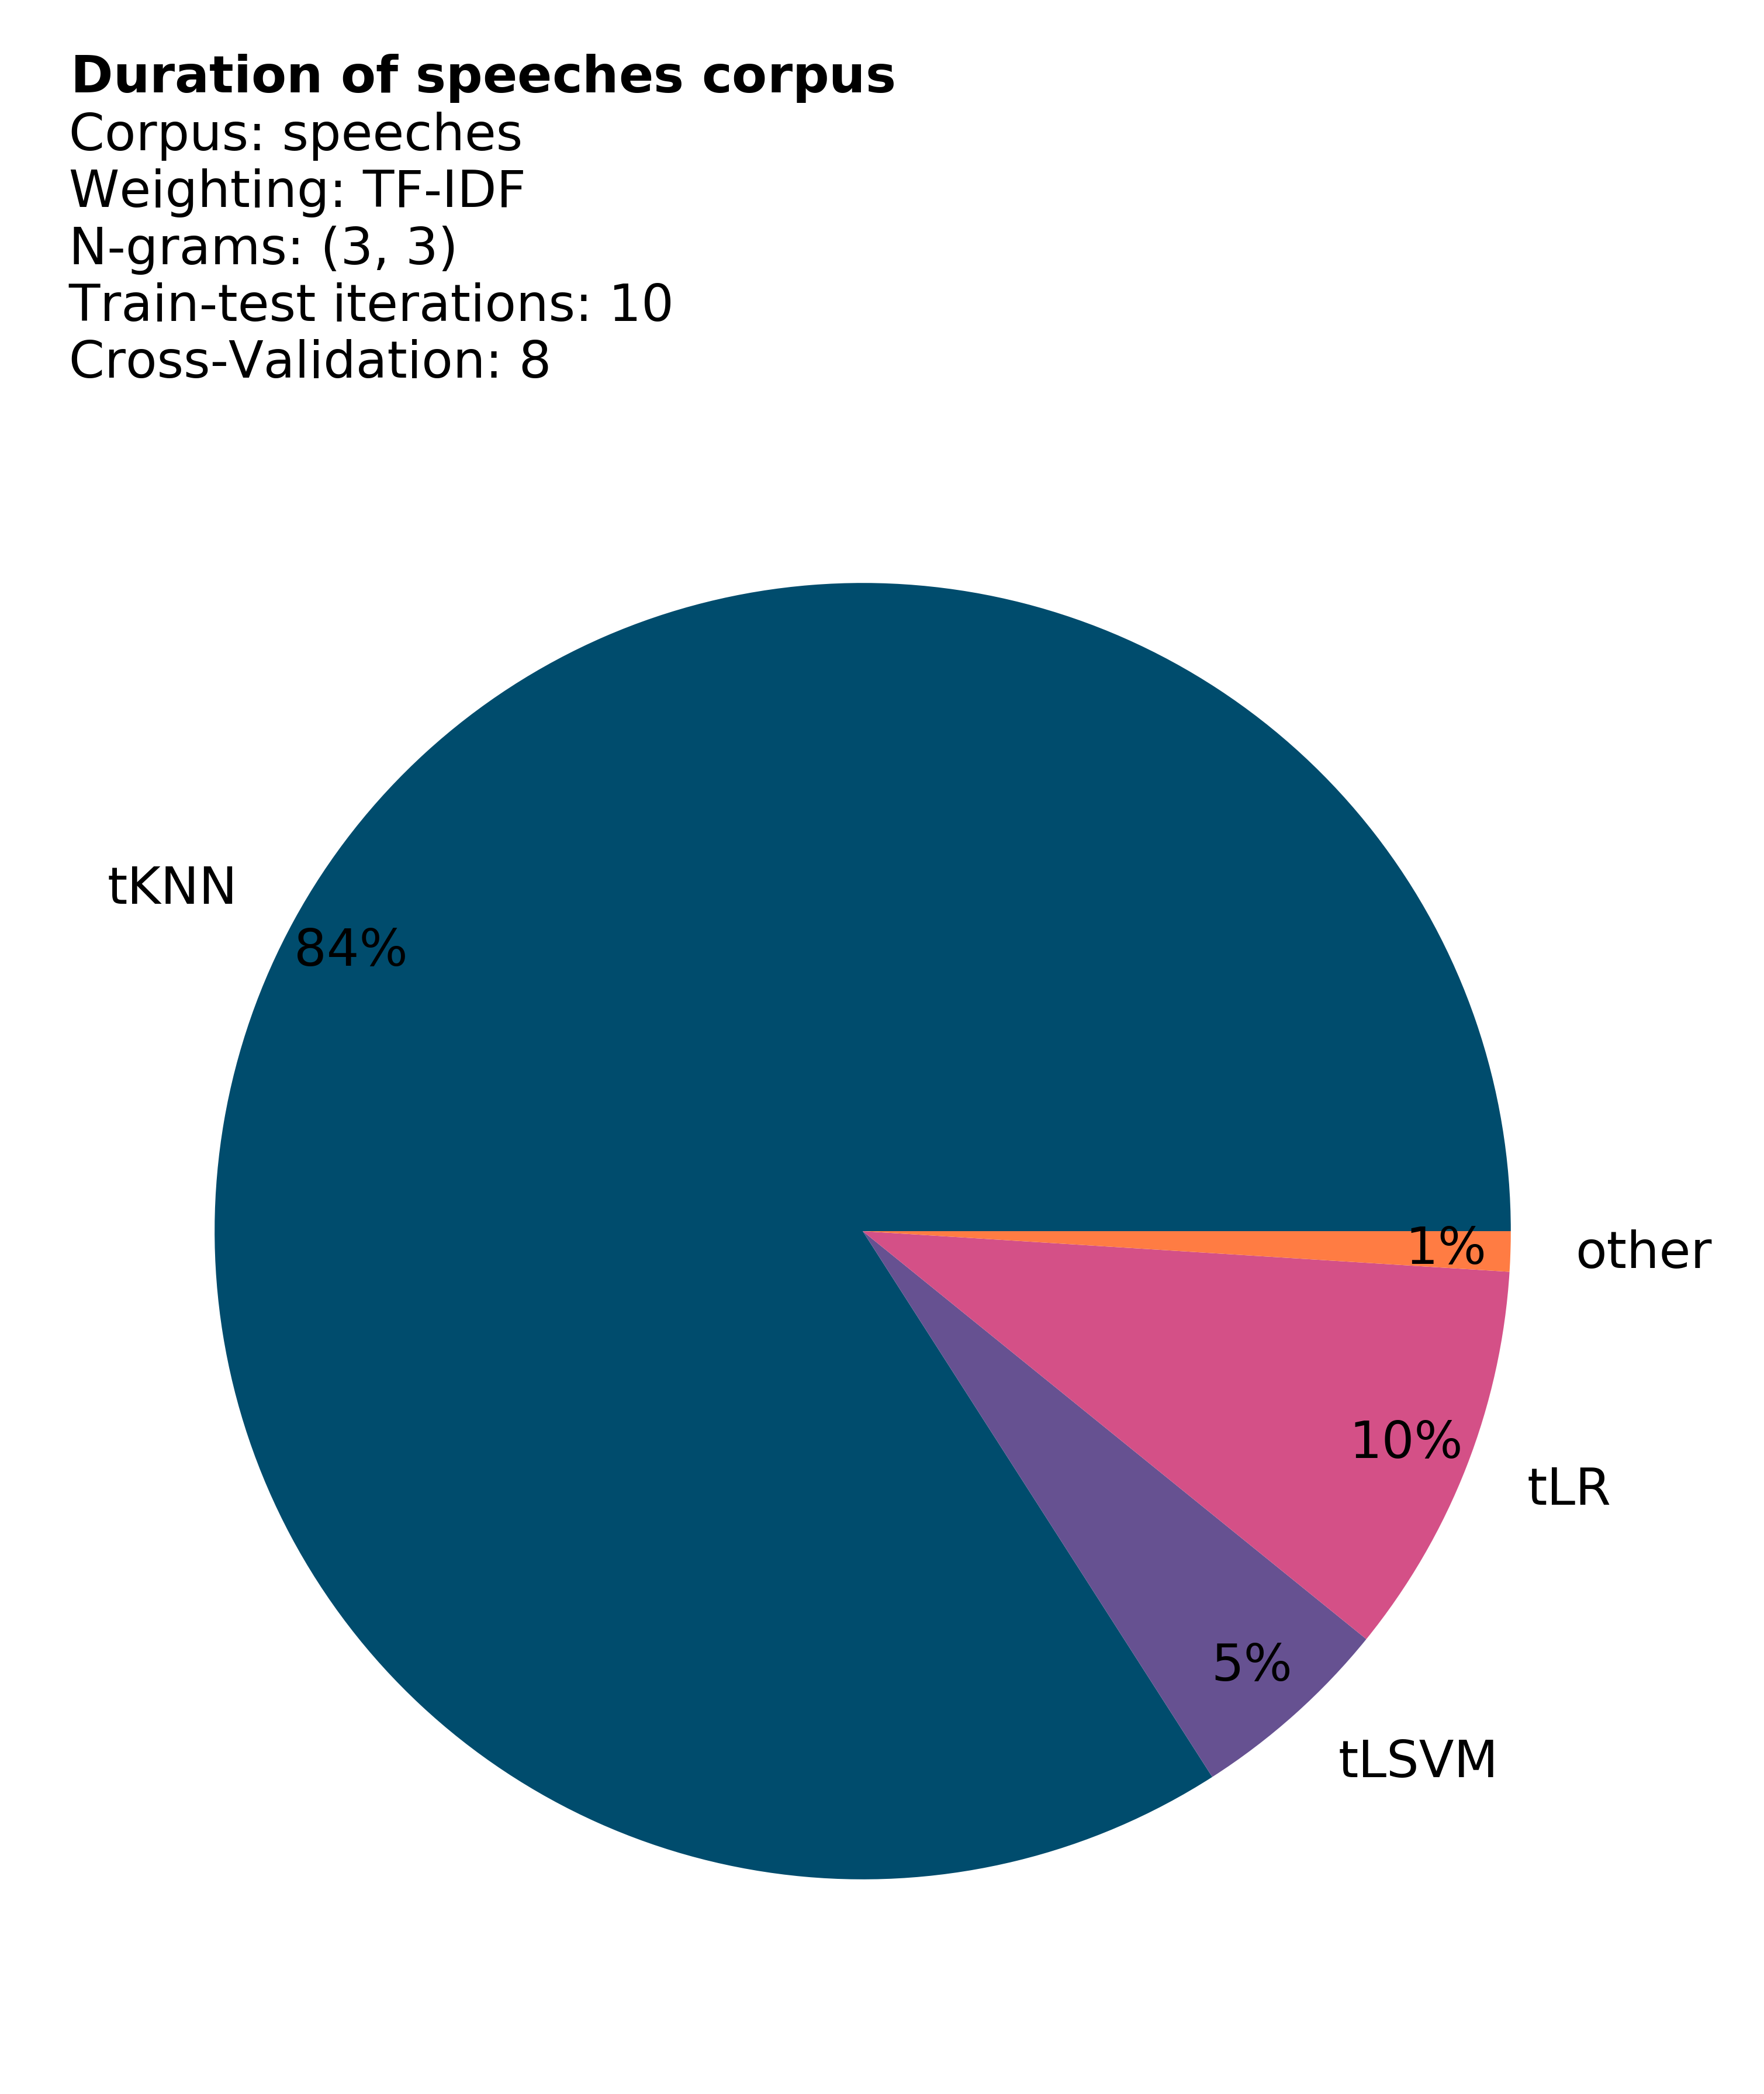 Duration of speeches corpus
Corpus: speeches
Weighting: TF-IDF
N-grams: (3, 3)
Train-test iterations: 10
Cross-Validation: 8
tKNN
84%
1%
other
10%
tLR
5%
tLSVM